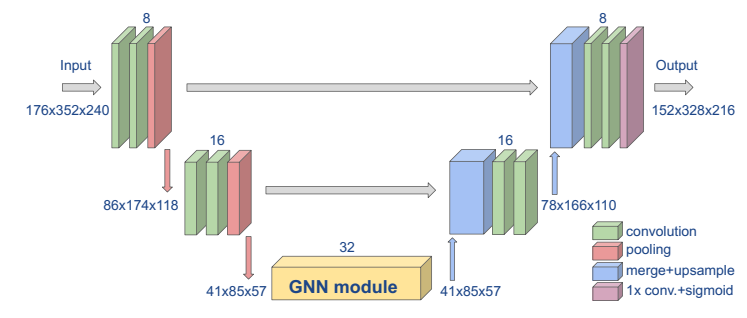 8
8
Input
Output
176x352x240
152x328x216
16
16
86x174x118
78x166x110
32
GNN module
41x85x57
41x85x57
convolution
pooling
merge+upsample
1x conv.+sigmoid